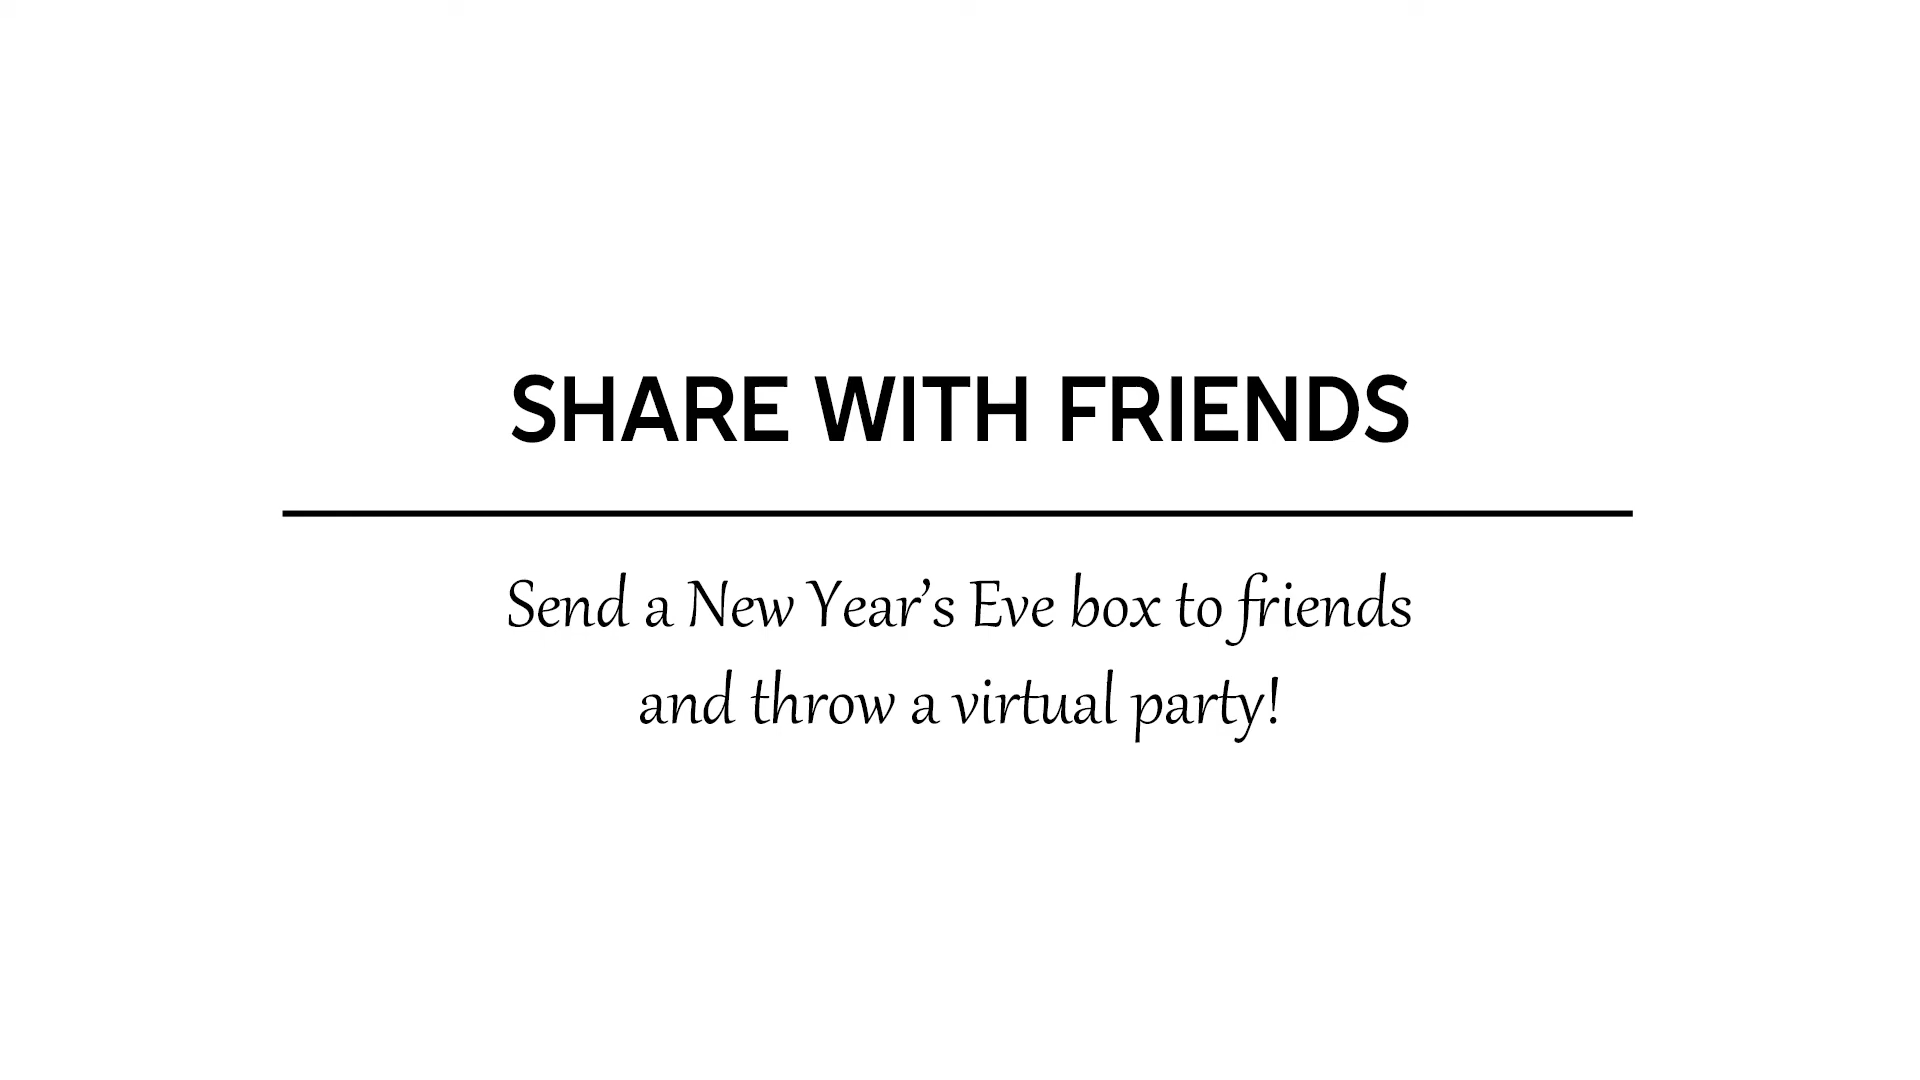 SHARE WITH FRIENDS
Send a New Year’s Eve box to friends
and throw a virtual party!